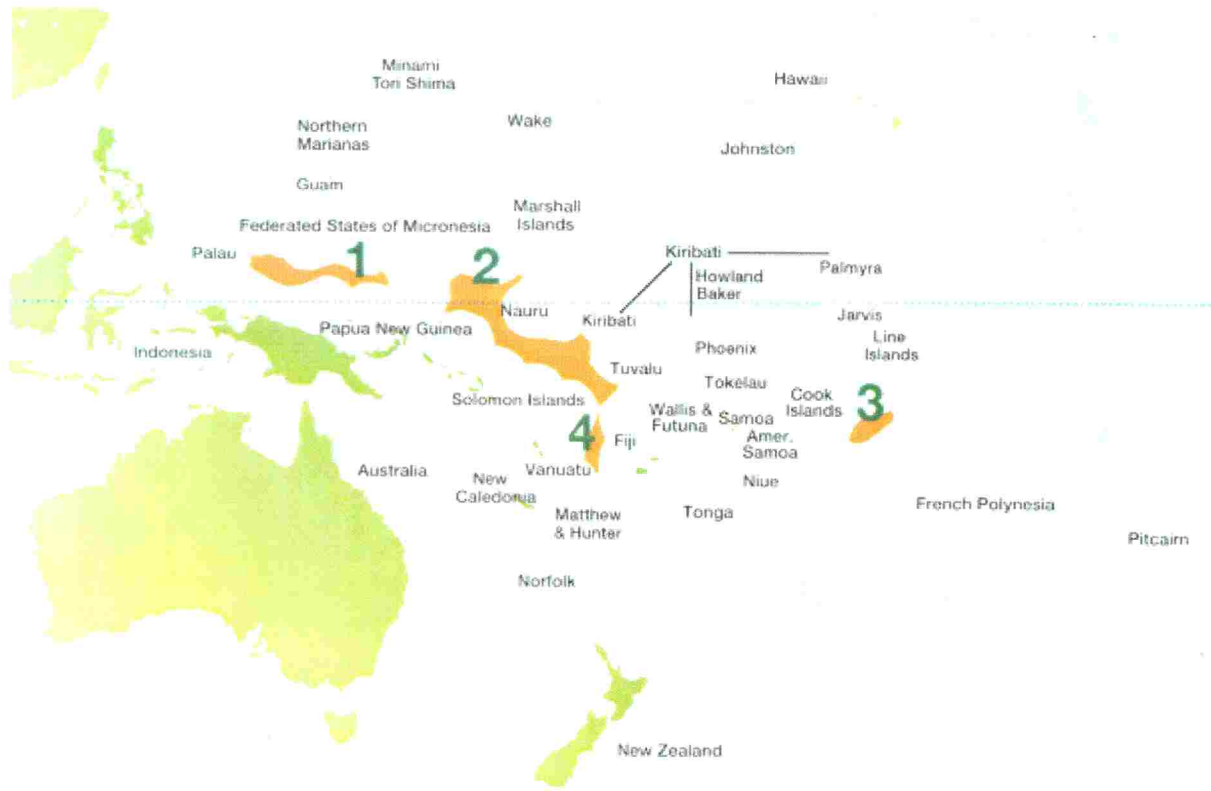 Minami
Tori Shima
Hawaii
Wake
Northern
Marianas
Johnston
Guam
Marshall
Islands
Federated States of Micronesia
Palau
1
2
Kiribati
Palmyra
Howland
Baker
Nauru
Kiribati
Jarvis
Papua New Guinea
Line
Islands
Indonesia
Phoenix
Tuvalu
Tokelau
Cook
Islands
3
Solomon Islands
Wallis &
Futuna
Samoa
Amer.
Samoa
4
Fiji
Australia
Vanuatu
New
Caledonia
Niue
French Polynesia
Matthew
& Hunter
Tonga
Pitcairn
Norfolk
New Zealand